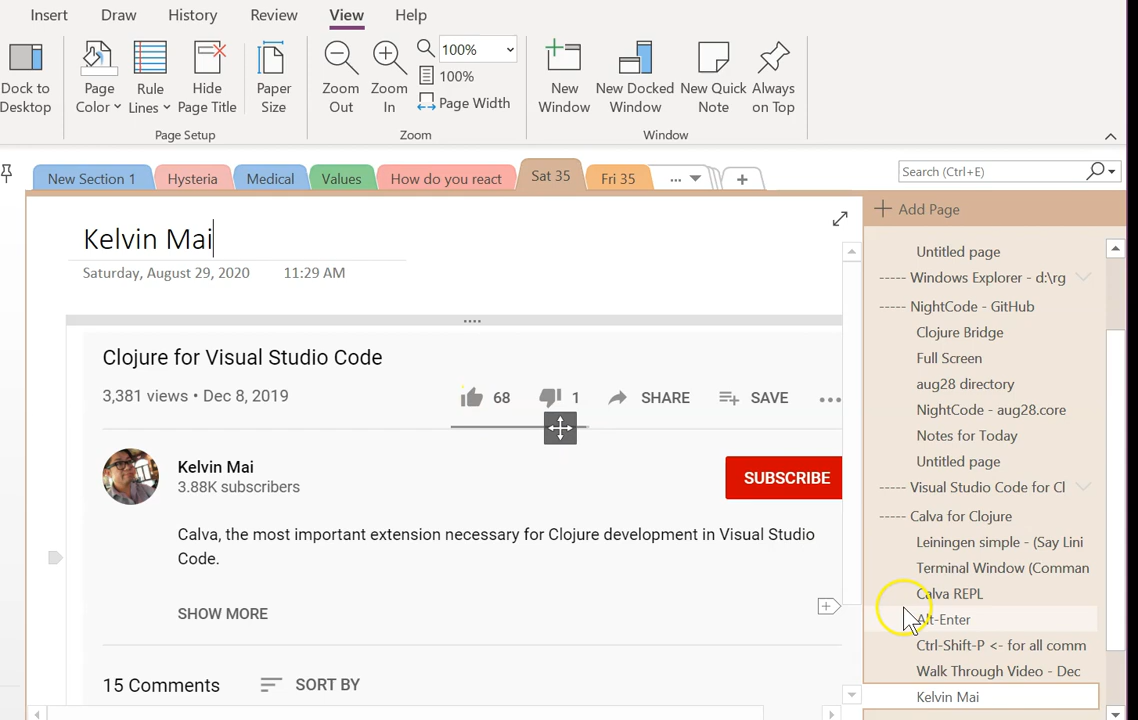 Insert Draw History Review View Help
Dock to Desktop
Page Color
Rule Lines
Hide Page Title
Paper Size
Page Setup
Zoom Out
Zoom In
100%
100%
Page Width
Zoom
New Window
New Docked Window
New Quick Note
Always on Top
Window
New Section 1 Hysteria Medical Values How do you react Sat 35 Fri 35 ... +
Search (Ctrl+E)
Kelvin Mai
Saturday, August 29, 2020 11:29 AM
Clojure for Visual Studio Code
3,381 views • Dec 8, 2019
68 1 SHARE SAVE
Kelvin Mai
3.88K subscribers
SUBSCRIBE
Calva, the most important extension necessary for Clojure development in Visual Studio
Code.
SHOW MORE
15 Comments SORT BY
Add Page
Untitled page
----- Windows Explorer - d:\rg
----- NightCode - GitHub
Clojure Bridge
Full Screen
aug28 directory
NightCode - aug28.core
Notes for Today
Untitled page
----- Visual Studio Code for Cl
----- Calva for Clojure
Leiningen simple - (Say Lini
Terminal Window (Comman
Calva REPL
Alt-Enter
Ctrl-Shift-P <- for all comm
Walk Through Video - Dec
Kelvin Mai